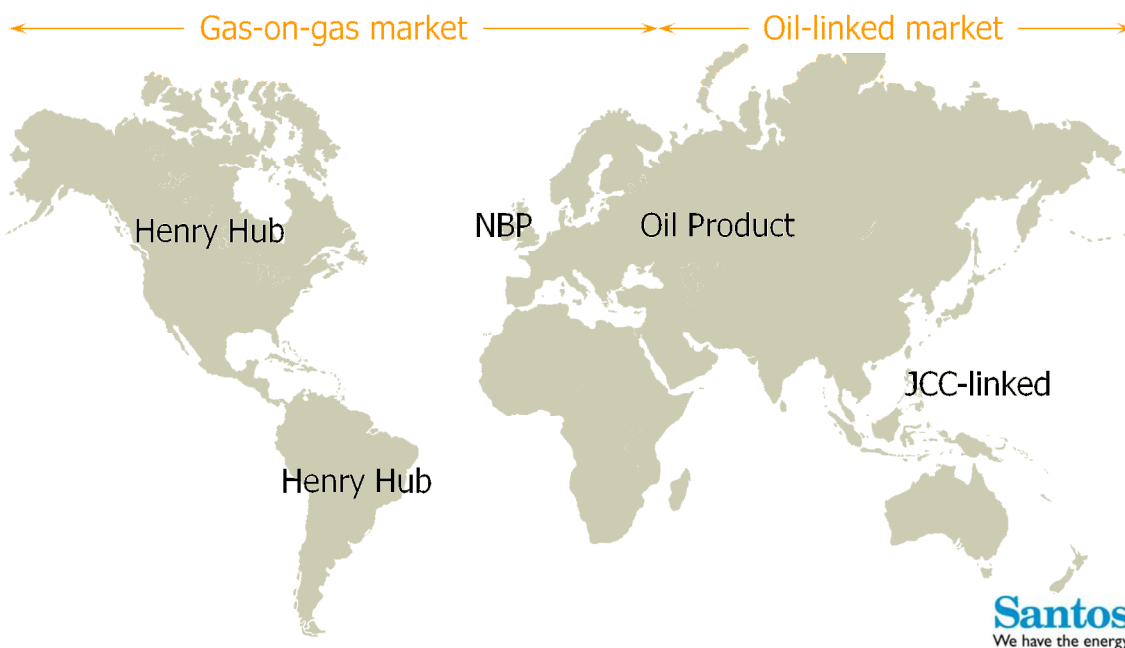 Gas-on-gas market
Oil-linked market
Henry Hub
NBP
Oil Product
JCC-linked
Henry Hub
Santos
We have the energy